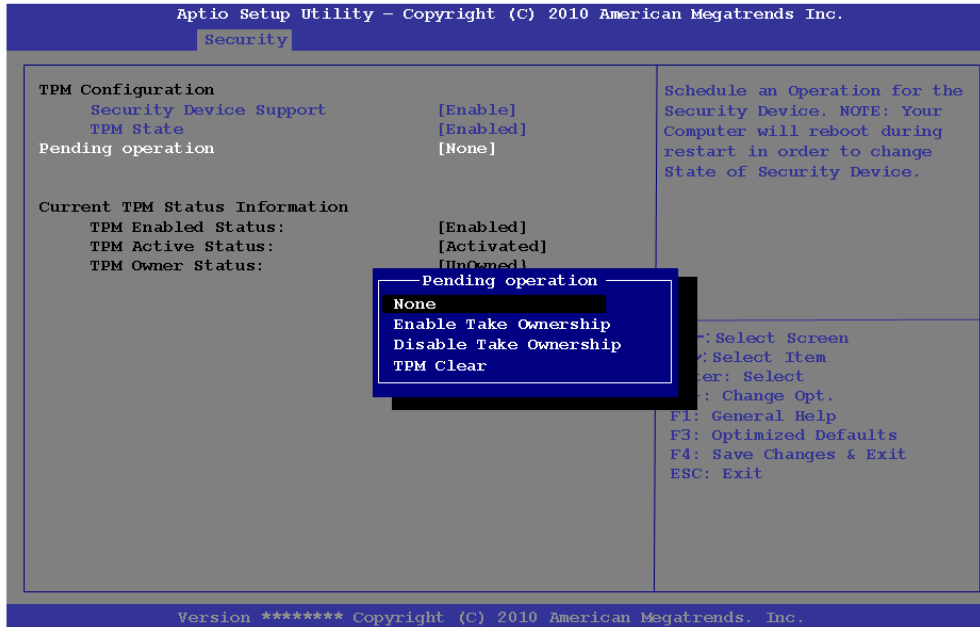 Aptio Setup Utility – Copyright (C) 2010 American Megatrends Inc.
Security
TPM Configuration
Security Device Support [Enable]
TPM State [Enabled]
Pending operation [None]
Current TPM Status Information
TPM Enabled Status: [Enabled]
TPM Active Status: [Activated]
TPM Owner Status: [UnOwned]
Pending operation
None
Enable Take Ownership
Disable Take Ownership
TPM Clear
Schedule an Operation for the
Security Device. NOTE: Your
Computer will reboot during
restart in order to change
State of Security Device.
: Select Screen
: Select Item
er: Select
: Change Opt.
F1: General Help
F3: Optimized Defaults
F4: Save Changes & Exit
ESC: Exit
Version ******** Copyright (C) 2010 American Megatrends. Inc.